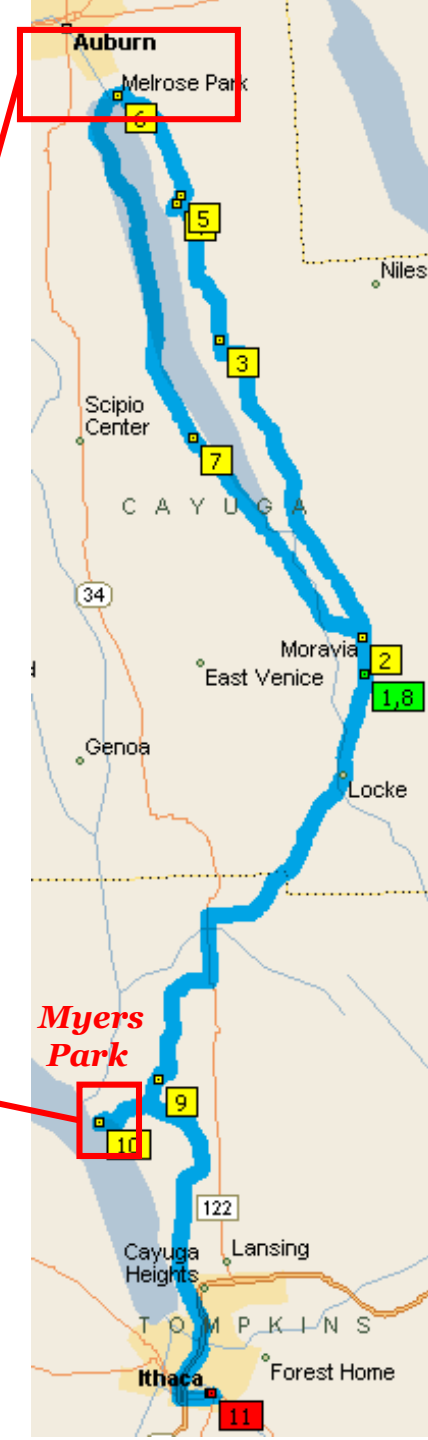 Auburn
Melrose Park
6
5
Niles
3
Scipio
Center
7
CAYUGA
34
Moravia
2
East Venice
1,8
Genoa
Locke
Myers
Park
9
10
122
Cayuga
Heights
Lansing
TOMPKINS
Forest Home
Ithaca
11